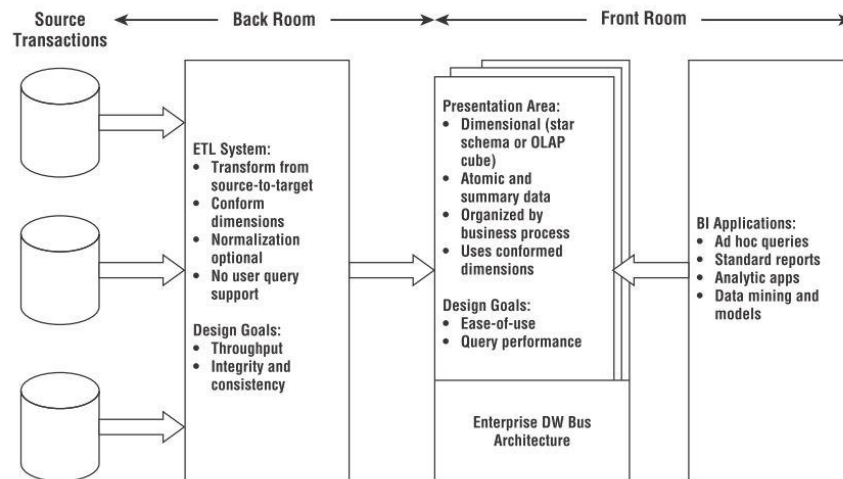 Source
Transactions
Back Room
Front Room
ETL System:
• Transform from
source-to-target
• Conform
dimensions
• Normalization
optional
• No user query
support
Design Goals:
• Throughput
• Integrity and
consistency
Presentation Area:
• Dimensional (star
schema or OLAP
cube)
• Atomic and
summary data
• Organized by
business process
• Uses conformed
dimensions
Design Goals:
• Ease-of-use
• Query performance
Enterprise DW Bus
Architecture
BI Applications:
• Ad hoc queries
• Standard reports
• Analytic apps
• Data mining and
models